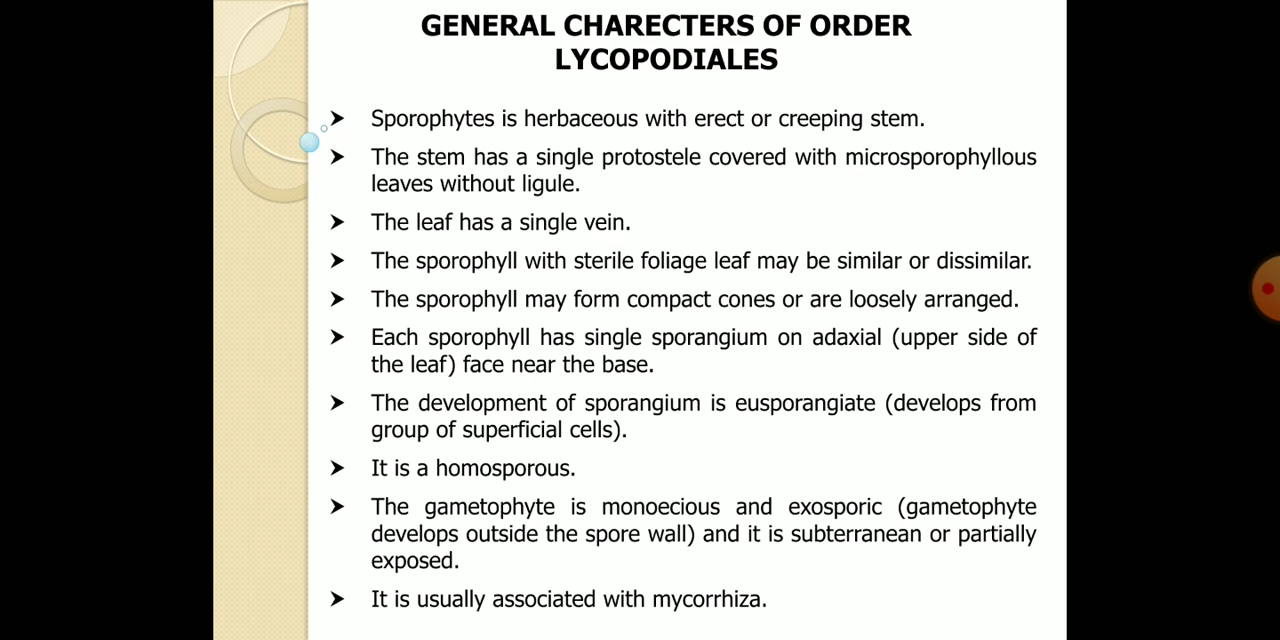 GENERAL CHARECTERS OF ORDER
LYCOPODIALES
➤ Sporophytes is herbaceous with erect or creeping stem.
➤ The stem has a single protostele covered with microsporophyllous
leaves without ligule.
➤ The leaf has a single vein.
➤ The sporophyll with sterile foliage leaf may be similar or dissimilar.
➤ The sporophyll may form compact cones or are loosely arranged.
➤ Each sporophyll has single sporangium on adaxial (upper side of
the leaf) face near the base.
➤ The development of sporangium is eusporangiate (develops from
group of superficial cells).
➤ It is a homosporous.
➤ The gametophyte is monoecious and exosporic (gametophyte
develops outside the spore wall) and it is subterranean or partially
exposed.
➤ It is usually associated with mycorrhiza.